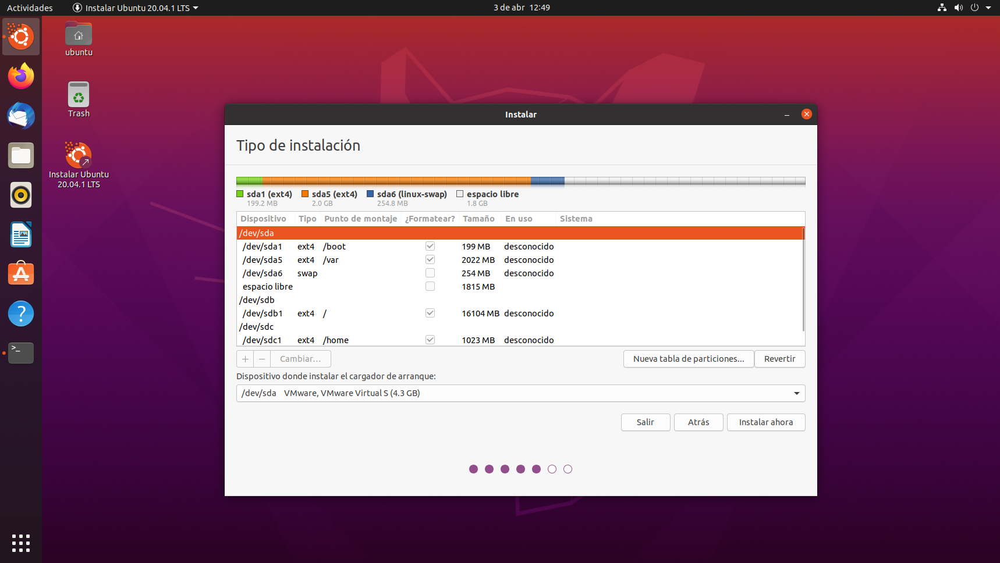 Actividades
Instalar Ubuntu 20.04.1 LTS
3 de abr 12:49
ubuntu
Trash
Instalar Ubuntu
20.04.1 LTS
Instalar
Tipo de instalación
sda1 (ext4) sda5 (ext4) sda6 (linux-swap) espacio libre
199.2 MB 2.0 GB 254.8 MB 1.8 GB
Dispositivo Tipo Punto de montaje ¿Formatear? Tamaño En uso Sistema
/dev/sda
/dev/sda1 ext4 /boot 199 MB desconocido
/dev/sda5 ext4 /var 2022 MB desconocido
/dev/sda6 swap 254 MB desconocido
espacio libre 1815 MB
/dev/sdb
/dev/sdb1 ext4 / 16104 MB desconocido
/dev/sdc
/dev/sdc1 ext4 /home 1023 MB desconocido
+ − Cambiar... Nueva tabla de particiones... Revertir
Dispositivo donde instalar el cargador de arranque:
/dev/sda VMware, VMware Virtual S (4.3 GB)
Salir Atrás Instalar ahora